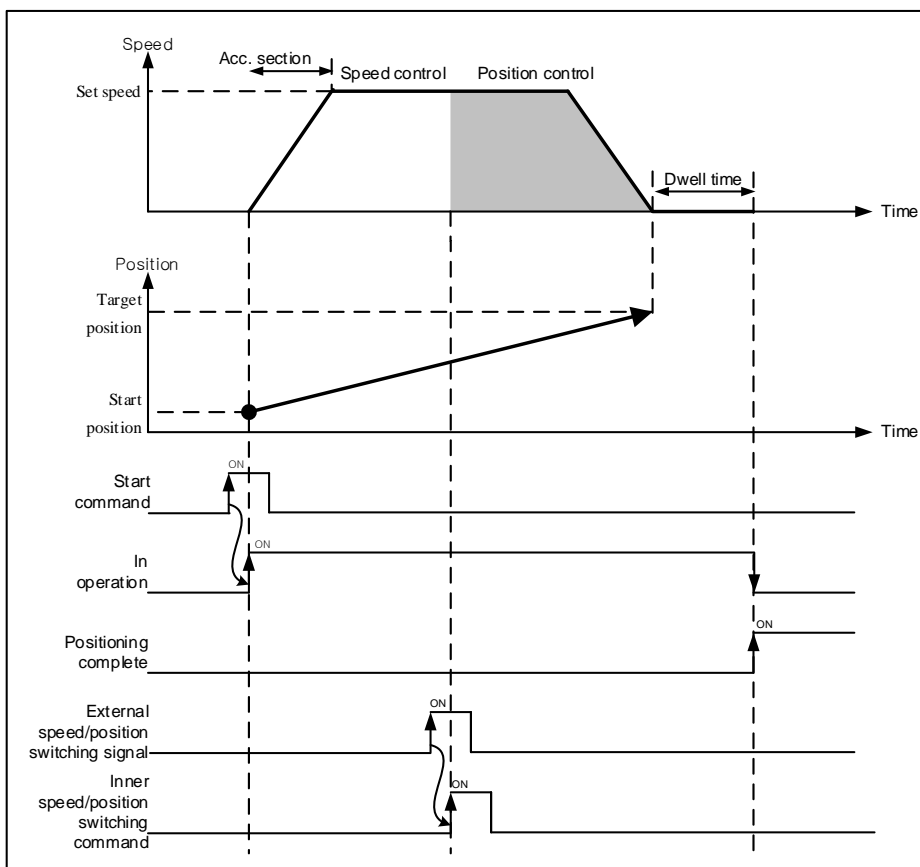 Speed
Acc. section
Speed control
Position control
Set speed
Dwell time
Time
Position
Target
position
Start
position
Time
ON
Start
command
ON
In
operation
ON
Positioning
complete
ON
External
speed/position
switching signal
ON
Inner
speed/position
switching
command